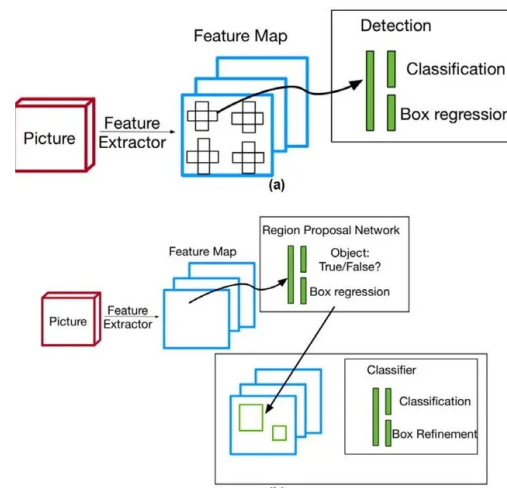 Feature Map
Detection
Classification
Box regression
Picture
Feature
Extractor
(a)
Region Proposal Network
Object:
True/False?
Box regression
Feature Map
Picture
Feature
Extractor
Classifier
Classification
Box Refinement